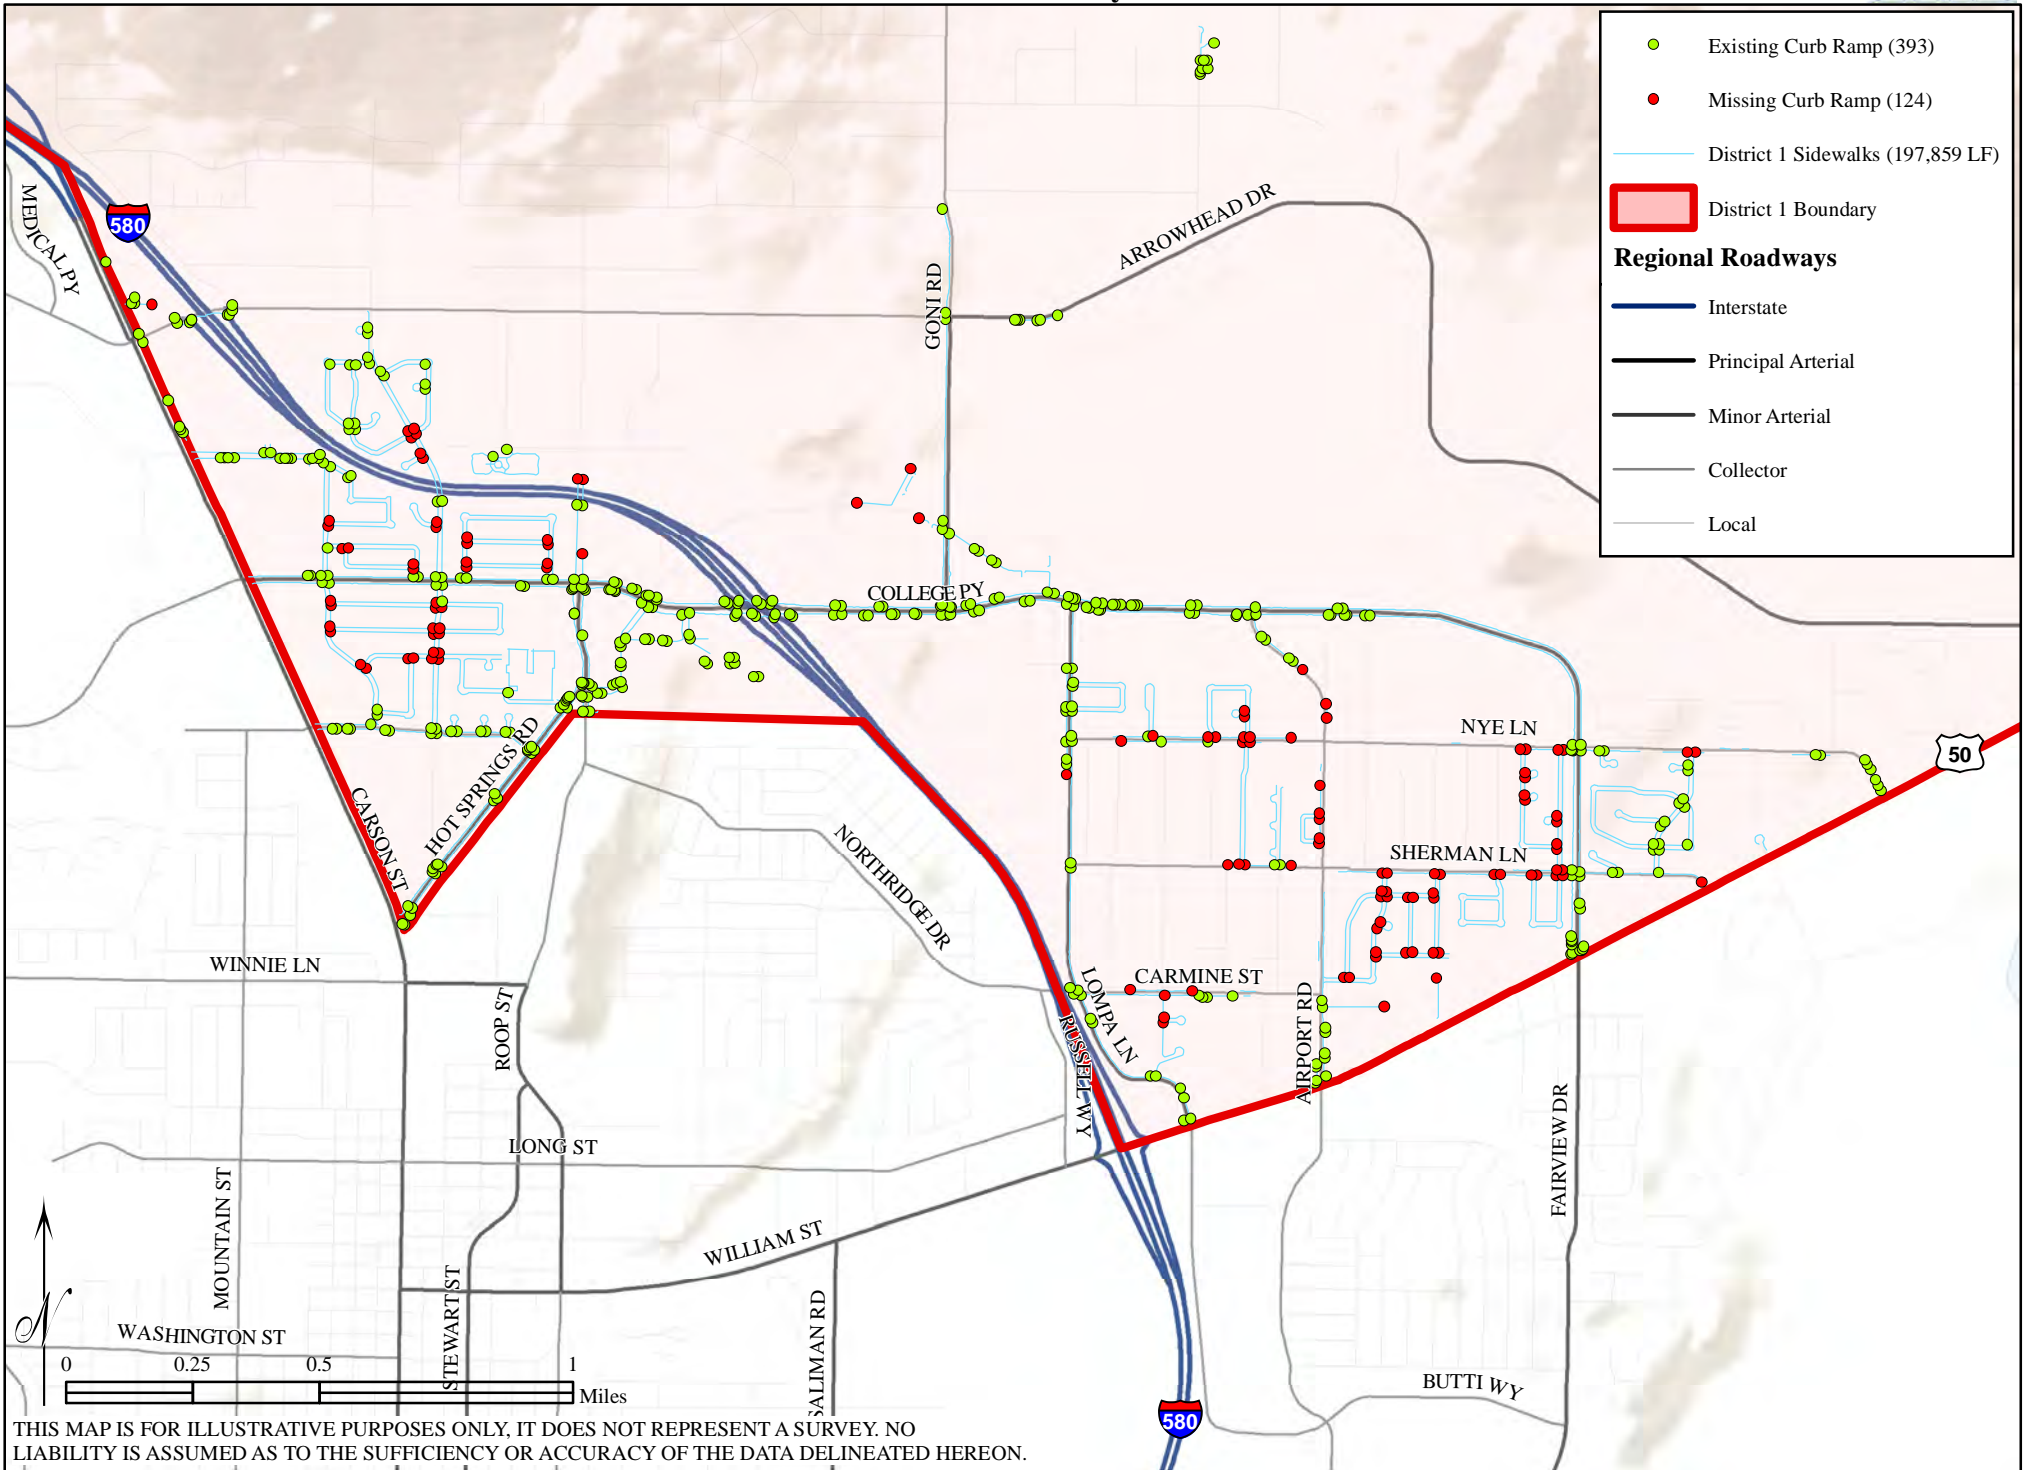 Existing Curb Ramp (393)
Missing Curb Ramp (124)
District 1 Sidewalks (197,859 LF)
District 1 Boundary
Regional Roadways
Interstate
Principal Arterial
Minor Arterial
Collector
Local
MEDICAL PY
580
ARROWHEAD DR
GONI RD
COLLEGE PY
NYE LN
50
HOT SPRINGS RD
CARSON ST
NORTHRIDGE DR
SHERMAN LN
WINNIE LN
ROOP ST
CARMINE ST
LOMPA LN
RUSSELL WY
AIRPORT RD
FAIRVIEW DR
LONG ST
MOUNTAIN ST
WILLIAM ST
STEWART ST
SALIMAN RD
WASHINGTON ST
BUTTI WY
580
N
0 0.25 0.5 1
Miles
THIS MAP IS FOR ILLUSTRATIVE PURPOSES ONLY, IT DOES NOT REPRESENT A SURVEY. NO
LIABILITY IS ASSUMED AS TO THE SUFFICIENCY OR ACCURACY OF THE DATA DELINEATED HEREON.